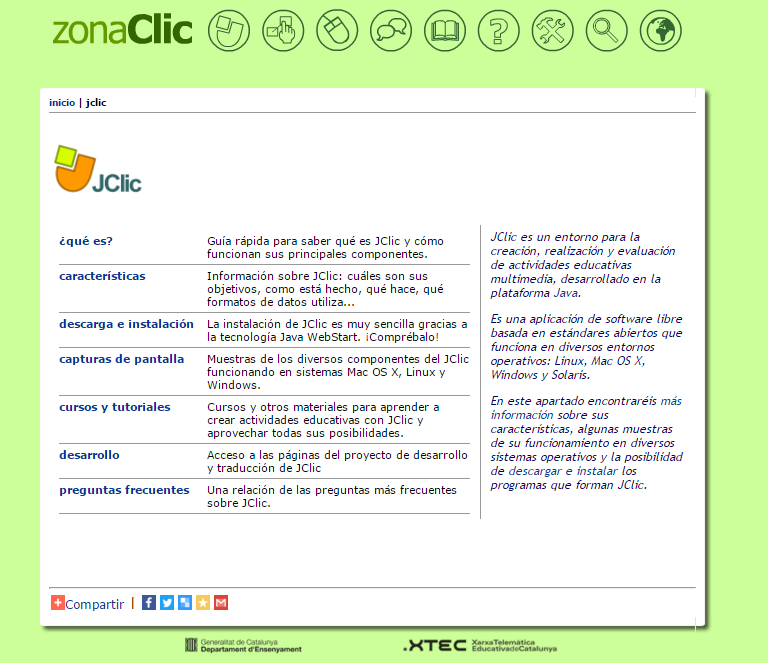 zonaClic
inicio | jclic
JClic
¿qué es?
Guía rápida para saber qué es JClic y cómo
funcionan sus principales componentes.
características
Información sobre JClic: cuáles son sus
objetivos, como está hecho, qué hace, qué
formatos de datos utiliza...
descarga e instalación
La instalación de JClic es muy sencilla gracias a
la tecnología Java WebStart. ¡Comprébalo!
capturas de pantalla
Muestras de los diversos componentes del JClic
funcionando en sistemas Mac OS X, Linux y
Windows.
cursos y tutoriales
Cursos y otros materiales para aprender a
crear actividades educativas con JClic y
aprovechar todas sus posibilidades.
desarrollo
Acceso a las páginas del proyecto de desarrollo
y traducción de JClic
preguntas frecuentes
Una relación de las preguntas más frecuentes
sobre JClic.
JClic es un entorno para la
creación, realización y evaluación
de actividades educativas
multimedia, desarrollado en la
plataforma Java.
Es una aplicación de software libre
basada en estándares abiertos que
funciona en diversos entornos
operativos: Linux, Mac OS X,
Windows y Solaris.
En este apartado encontraréis más
información sobre sus
características, algunas muestras
de su funcionamiento en diversos
sistemas operativos y la posibilidad
de descargar e instalar los
programas que forman JClic.
Compartir |
Generalitat de Catalunya
Departament d'Ensenyament
.XTEC
XarxaTelemàtica
EducativadeCatalunya